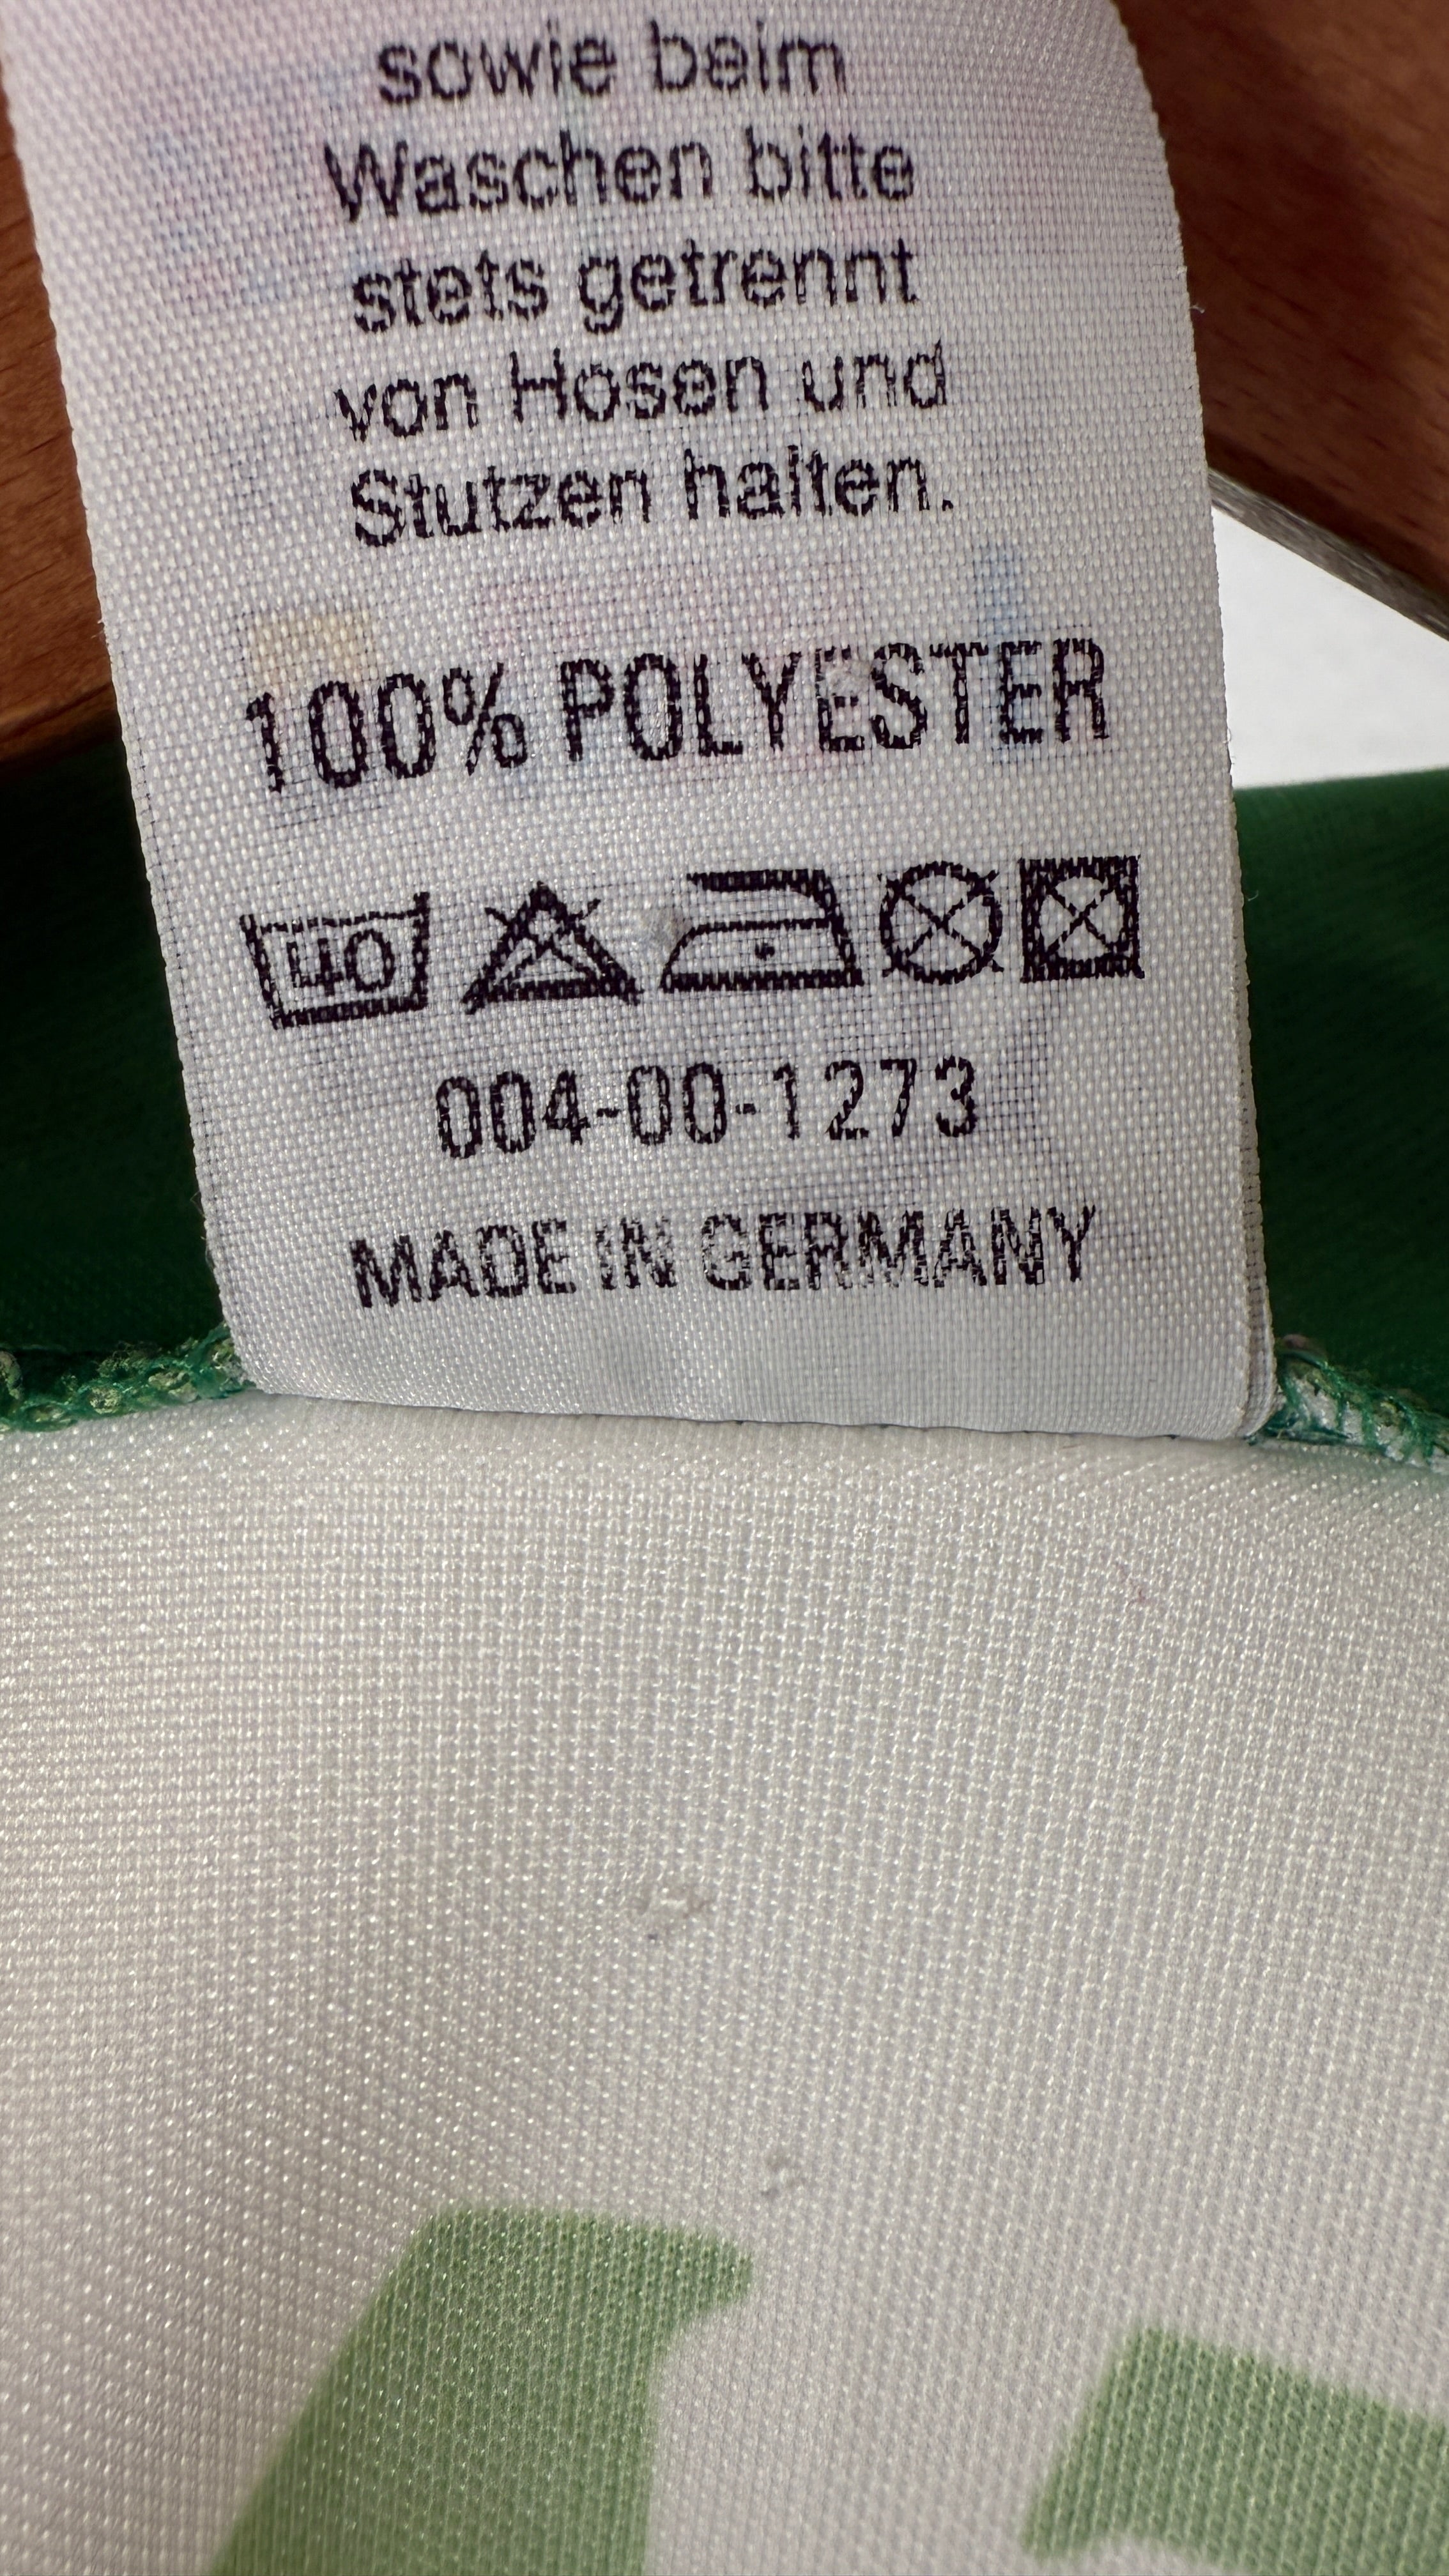 sowie beim
Waschen bitte
stets getrennt
von Hosen und
Stutzen halten.
100% POLYESTER
40
004-00-1273
MADE IN GERMANY